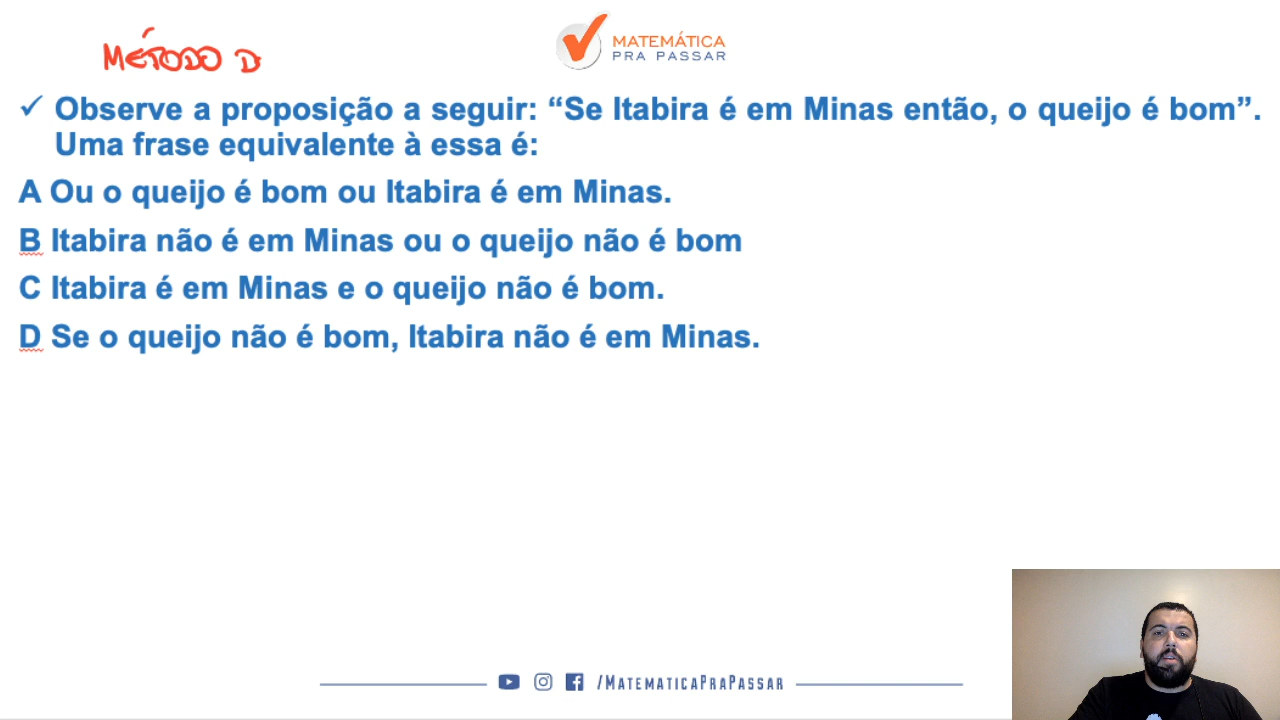 MÉTODO D
MATEMÁTICA
PRA PASSAR
✓ Observe a proposição a seguir: “Se Itabira é em Minas então, o queijo é bom”.
Uma frase equivalente à essa é:
A Ou o queijo é bom ou Itabira é em Minas.
B Itabira não é em Minas ou o queijo não é bom
C Itabira é em Minas e o queijo não é bom.
D Se o queijo não é bom, Itabira não é em Minas.
/MATEMATICAPRAPASSAR